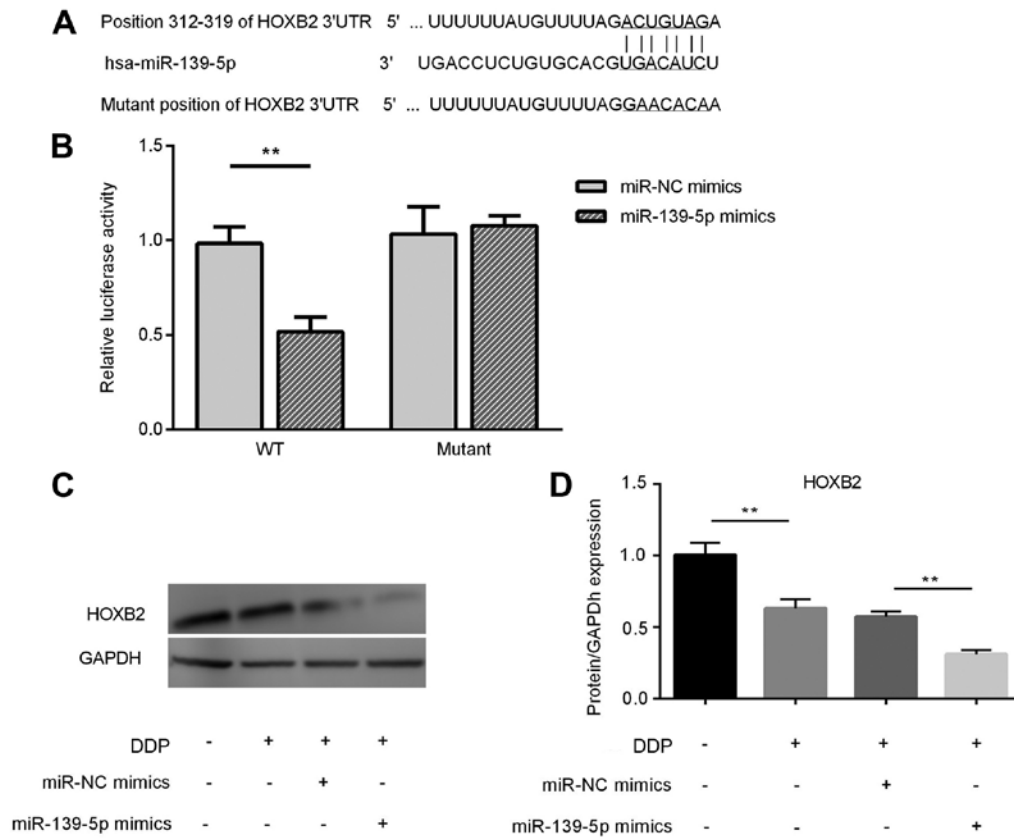 A
Position 312-319 of HOXB2 3'UTR 5' ... UUUUUUAUGUUUUAGACUGUAGA
hsa-miR-139-5p 3' UGACCUCUGUGCACGUGACAUCU
Mutant position of HOXB2 3'UTR 5' ... UUUUUUAUGUUUUAGGAACACAA
B
Relative luciferase activity
1.5
1.0
0.5
0.0
**
WT
Mutant
miR-NC mimics
miR-139-5p mimics
C
HOXB2
GAPDH
DDP - + + +
miR-NC mimics - - + -
miR-139-5p mimics - - - +
D
HOXB2
Protein/GAPDh expression
1.5
1.0
0.5
0.0
**
**
DDP - + + +
miR-NC mimics - - + -
miR-139-5p mimics - - - +